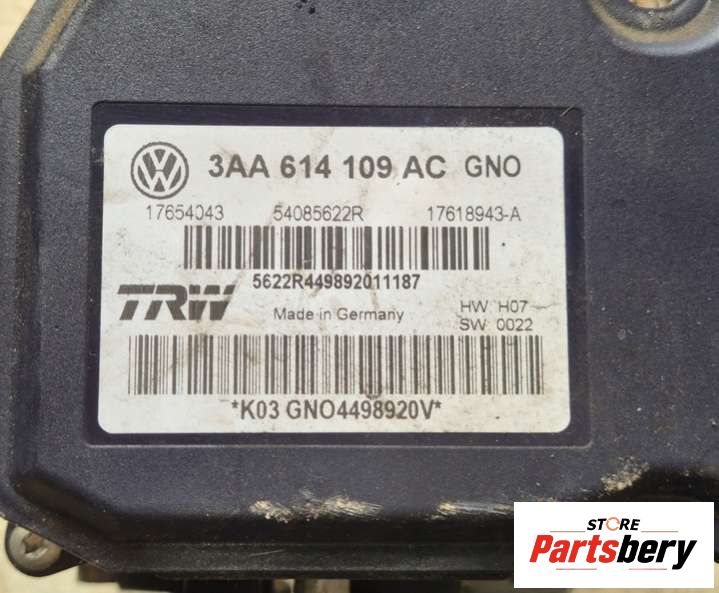 3AA 614 109 AC GNO
17654043 54085622R 17618943-A
5622R449892011187
TRW Made in Germany HW H07
SW 0022
*K03 GNO4498920V*
STORE
Partsbery